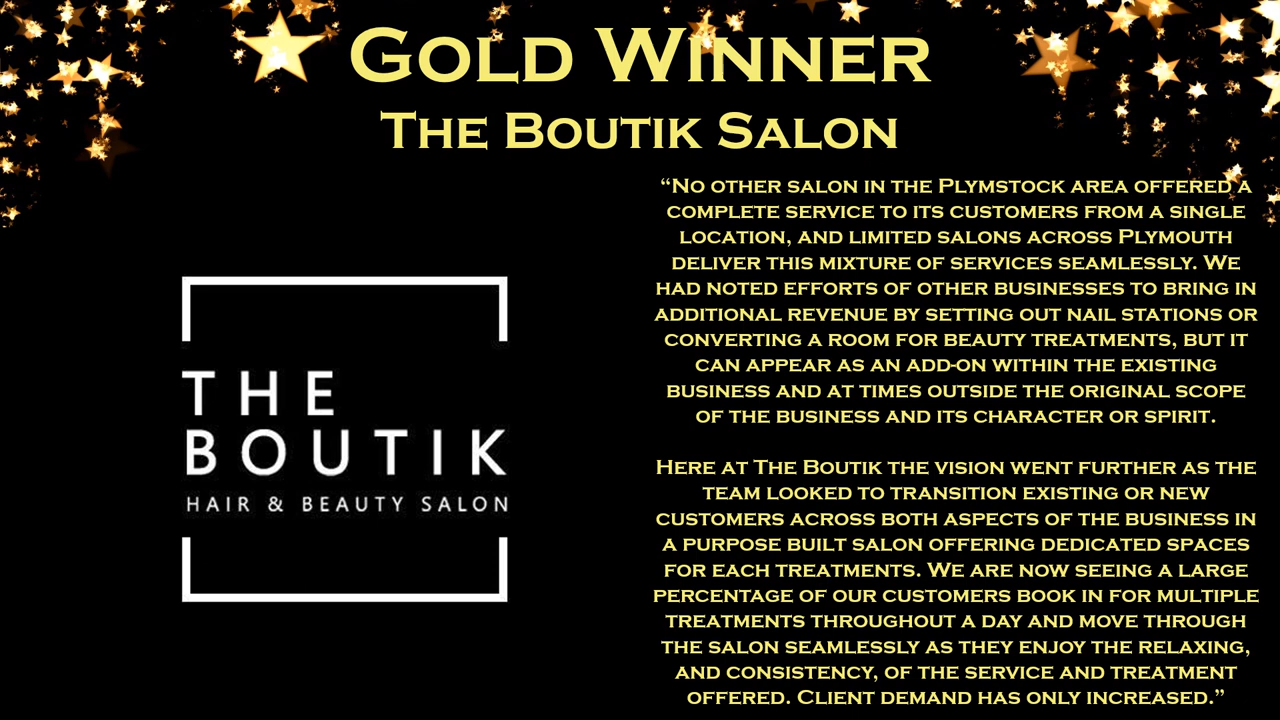 GOLD WINNER
THE BOUTIK SALON
“NO OTHER SALON IN THE PLYMSTOCK AREA OFFERED A
COMPLETE SERVICE TO ITS CUSTOMERS FROM A SINGLE
LOCATION, AND LIMITED SALONS ACROSS PLYMOUTH
DELIVER THIS MIXTURE OF SERVICES SEAMLESSLY. WE
HAD NOTED EFFORTS OF OTHER BUSINESSES TO BRING IN
ADDITIONAL REVENUE BY SETTING OUT NAIL STATIONS OR
CONVERTING A ROOM FOR BEAUTY TREATMENTS, BUT IT
CAN APPEAR AS AN ADD-ON WITHIN THE EXISTING
BUSINESS AND AT TIMES OUTSIDE THE ORIGINAL SCOPE
OF THE BUSINESS AND ITS CHARACTER OR SPIRIT.
HERE AT THE BOUTIK THE VISION WENT FURTHER AS THE
TEAM LOOKED TO TRANSITION EXISTING OR NEW
CUSTOMERS ACROSS BOTH ASPECTS OF THE BUSINESS IN
A PURPOSE BUILT SALON OFFERING DEDICATED SPACES
FOR EACH TREATMENTS. WE ARE NOW SEEING A LARGE
PERCENTAGE OF OUR CUSTOMERS BOOK IN FOR MULTIPLE
TREATMENTS THROUGHOUT A DAY AND MOVE THROUGH
THE SALON SEAMLESSLY AS THEY ENJOY THE RELAXING,
AND CONSISTENCY, OF THE SERVICE AND TREATMENT
OFFERED. CLIENT DEMAND HAS ONLY INCREASED.”
THE
BOUTIK
HAIR & BEAUTY SALON